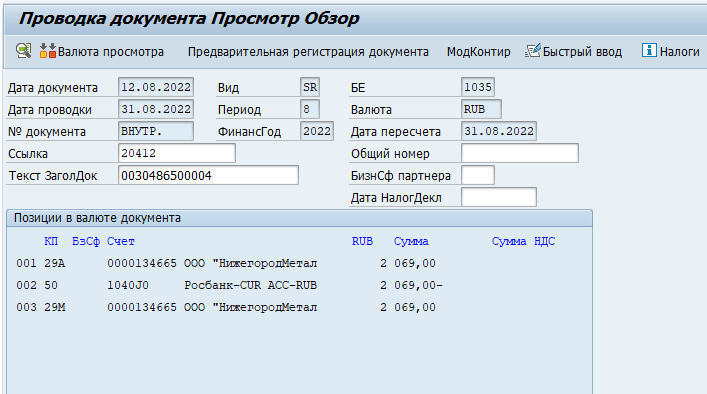 Проводка документа Просмотр Обзор
Валюта просмотра Предварительная регистрация документа МодКонтир Быстрый ввод Налоги
Дата документа 12.08.2022 Вид SR БЕ 1035
Дата проводки 31.08.2022 Период 8 Валюта RUB
№ документа ВНУТР. ФинансГод 2022 Дата пересчета 31.08.2022
Ссылка 20412 Общий номер
Текст ЗаголДок 0030486500004 БизнСф партнера
Дата НалогДекл
Позиции в валюте документа
КП БзСф Счет RUB Сумма Сумма НДС
001 29A 0000134665 ООО "НижегородМетал 2 069,00
002 50 1040J0 Росбанк-CUR ACC-RUB 2 069,00-
003 29M 0000134665 ООО "НижегородМетал 2 069,00